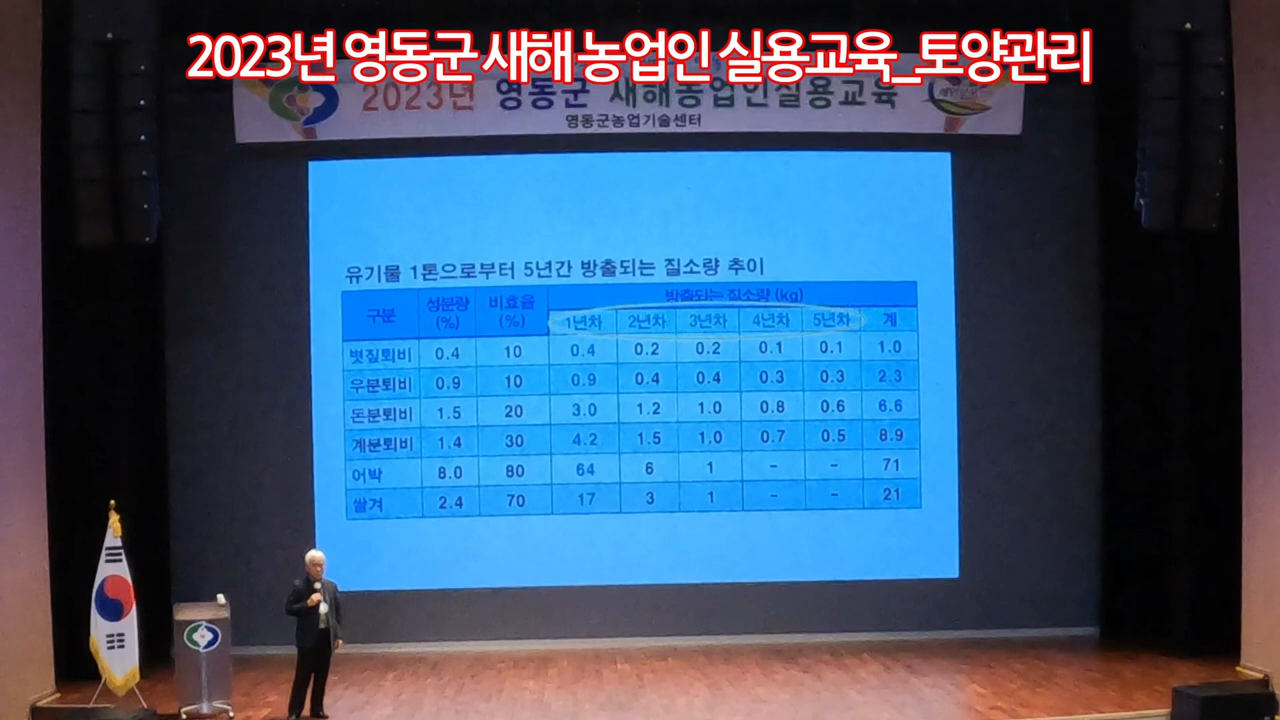 2023년 영동군 새해 농업인 실용교육_토양관리
2023년 영동군 새해농업인실용교육
영동군농업기술센터
유기물 1톤으로부터 5년간 방출되는 질소량 추이
구분 성분량 (%) 비효율 (%) 방출되는 질소량 (kg)
1년차 2년차 3년차 4년차 5년차 계
볏짚퇴비 0.4 10 0.4 0.2 0.2 0.1 0.1 1.0
우분퇴비 0.9 10 0.9 0.4 0.4 0.3 0.3 2.3
돈분퇴비 1.5 20 3.0 1.2 1.0 0.8 0.6 6.6
계분퇴비 1.4 30 4.2 1.5 1.0 0.7 0.5 8.9
어박 8.0 80 64 6 1 - - 71
쌀겨 2.4 70 17 3 1 - - 21